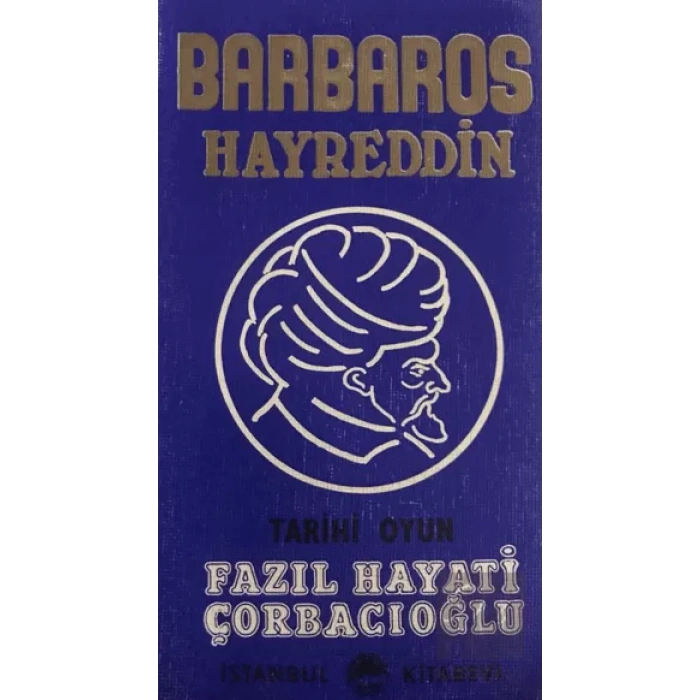 BARBAROS
HAYREDDİN
TARİHİ OYUN
FAZIL HAYATİ
ÇORBACIOĞLU
İSTANBUL KİTABEVİ